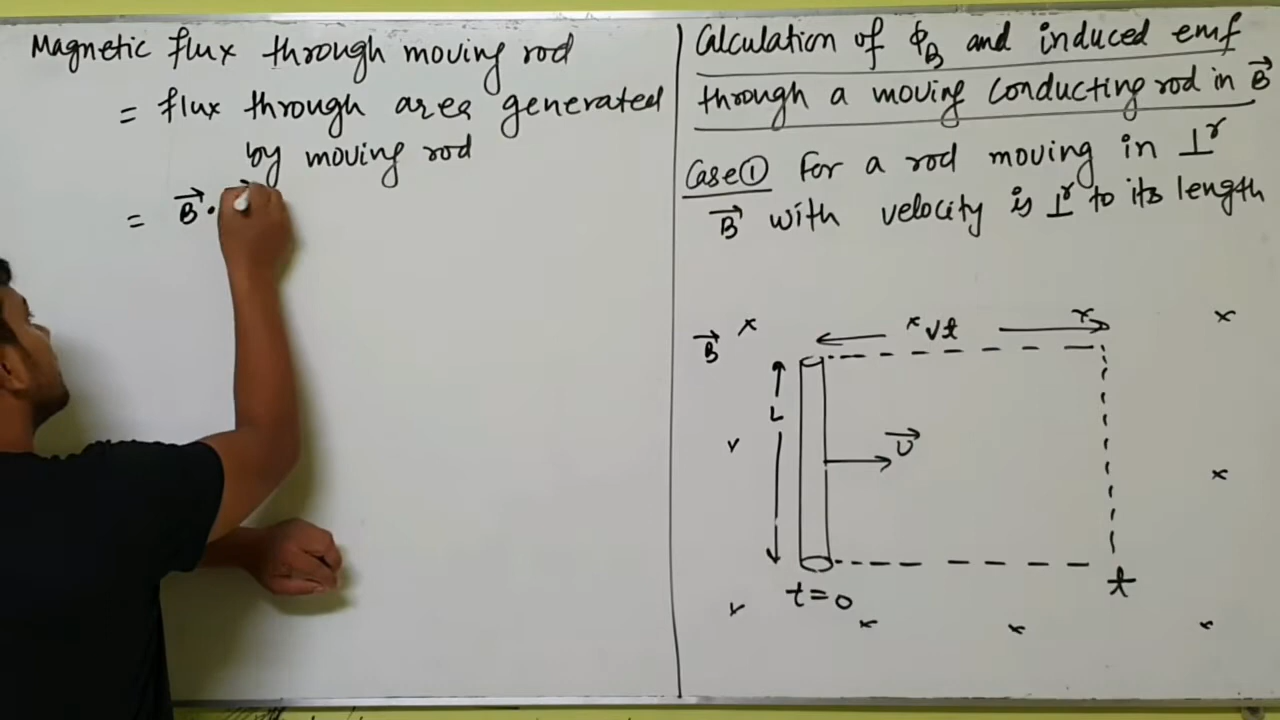 Magnetic flux through moving rod
= flux through area generated
by moving rod
= B⃗ ·
Calculation of ϕ_B and induced emf
through a moving conducting rod in B⃗
Case① For a rod moving in ⊥ʳ
B⃗ with velocity is ⊥ʳ to its length
vt
B⃗
L
v⃗
t=0
t